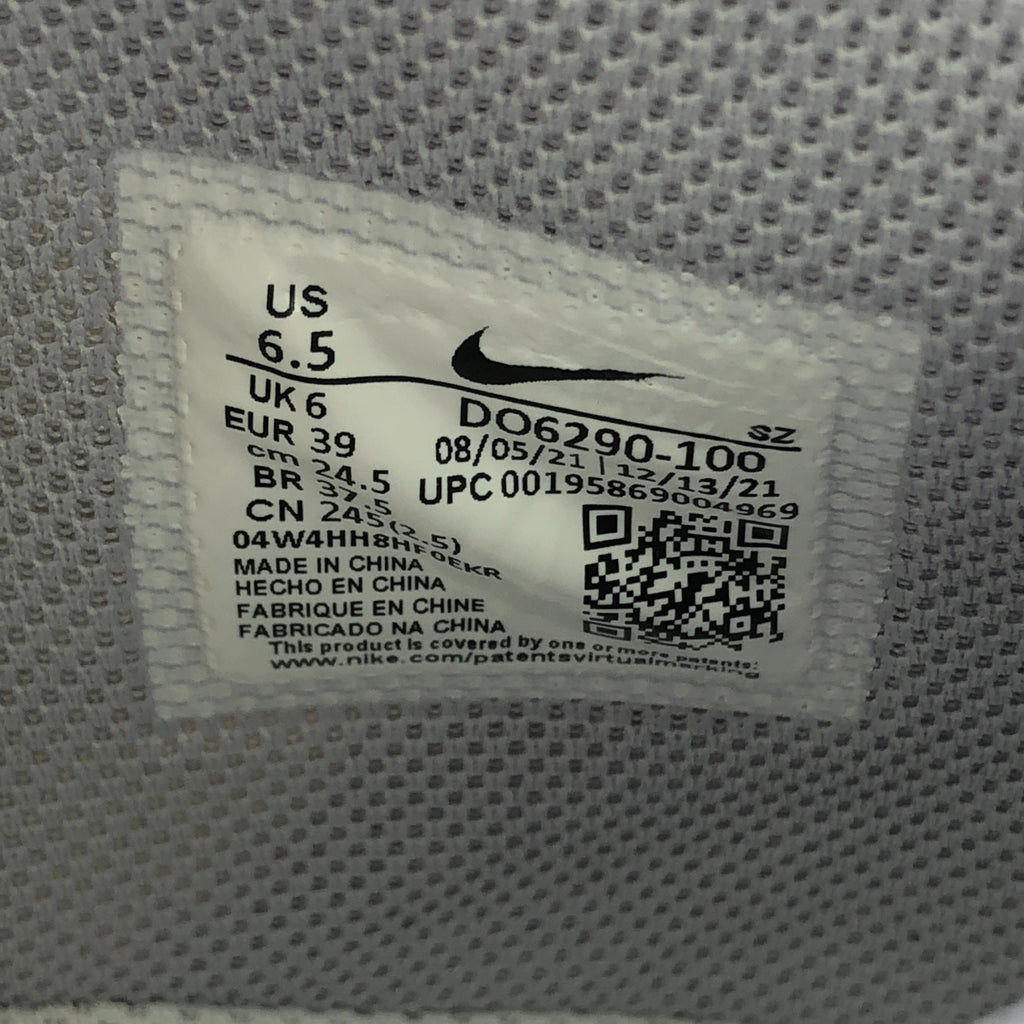 US
6.5
UK 6
EUR 39
cm 24.5
BR 37.5
CN 245(2.5)
SZ
DO6290-100
08/05/21 | 12/13/21
UPC 00195869004969
MADE IN CHINA
HECHO EN CHINA
FABRIQUE EN CHINE
FABRICADO NA CHINA
This product is covered by one or more patents:
www.nike.com/patentsvirtualmarking